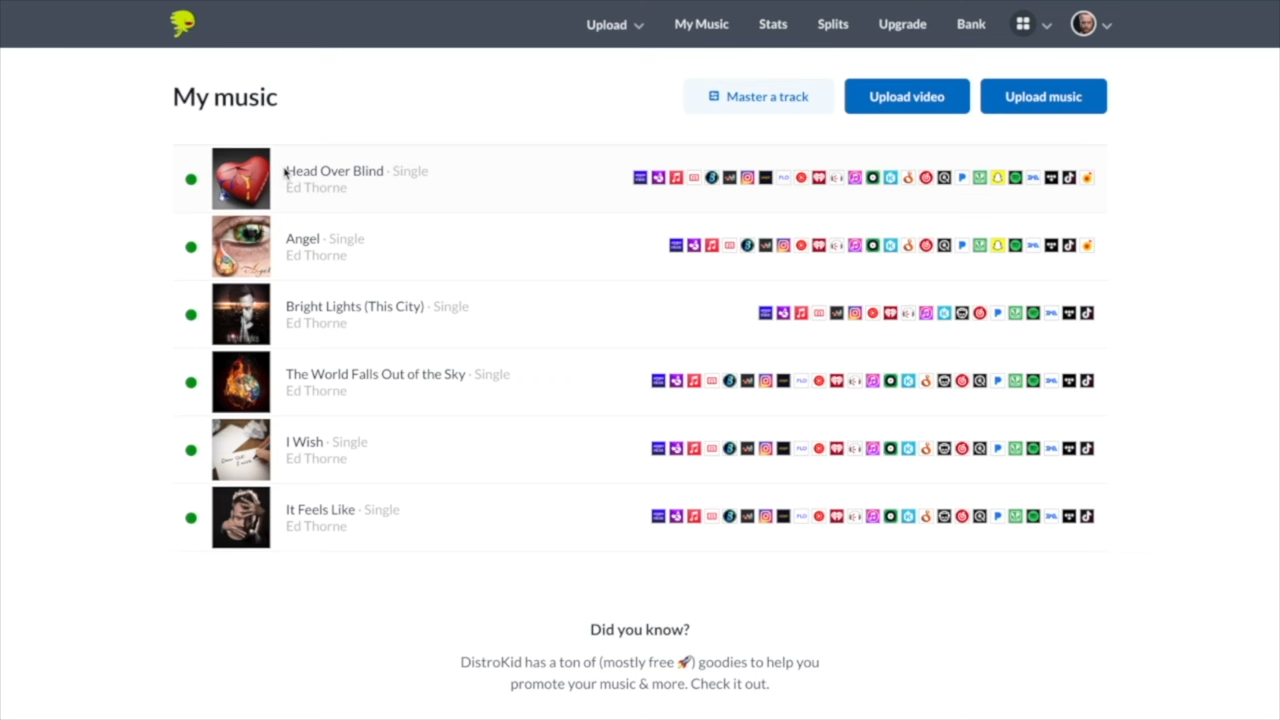 Upload My Music Stats Splits Upgrade Bank
My music
Master a track Upload video Upload music
Head Over Blind · Single
Ed Thorne
Angel · Single
Ed Thorne
Bright Lights (This City) · Single
Ed Thorne
The World Falls Out of the Sky · Single
Ed Thorne
I Wish · Single
Ed Thorne
It Feels Like · Single
Ed Thorne
Did you know?
DistroKid has a ton of (mostly free 🚀) goodies to help you
promote your music & more. Check it out.